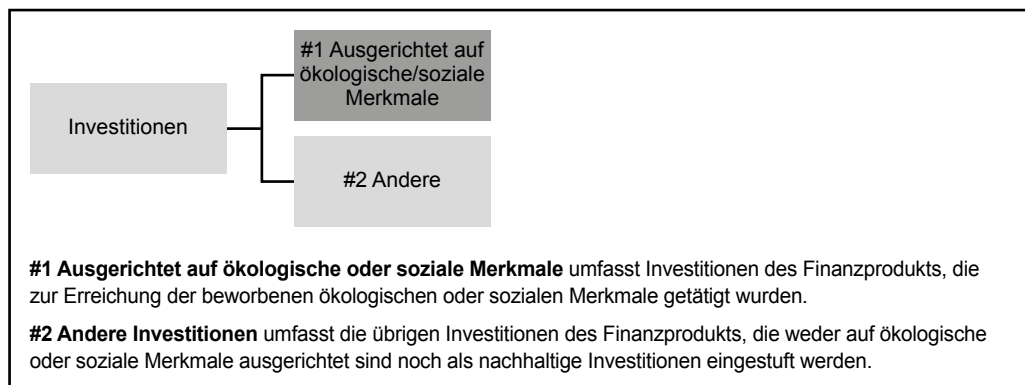 #1 Ausgerichtet auf
ökologische/soziale
Merkmale
Investitionen
#2 Andere
#1 Ausgerichtet auf ökologische oder soziale Merkmale umfasst Investitionen des Finanzprodukts, die
zur Erreichung der beworbenen ökologischen oder sozialen Merkmale getätigt wurden.
#2 Andere Investitionen umfasst die übrigen Investitionen des Finanzprodukts, die weder auf ökologische
oder soziale Merkmale ausgerichtet sind noch als nachhaltige Investitionen eingestuft werden.